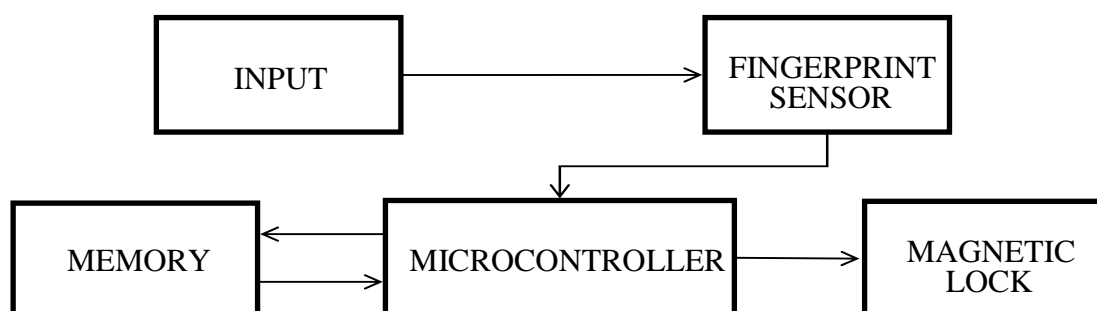 INPUT
FINGERPRINT
SENSOR
MEMORY
MICROCONTROLLER
MAGNETIC
LOCK